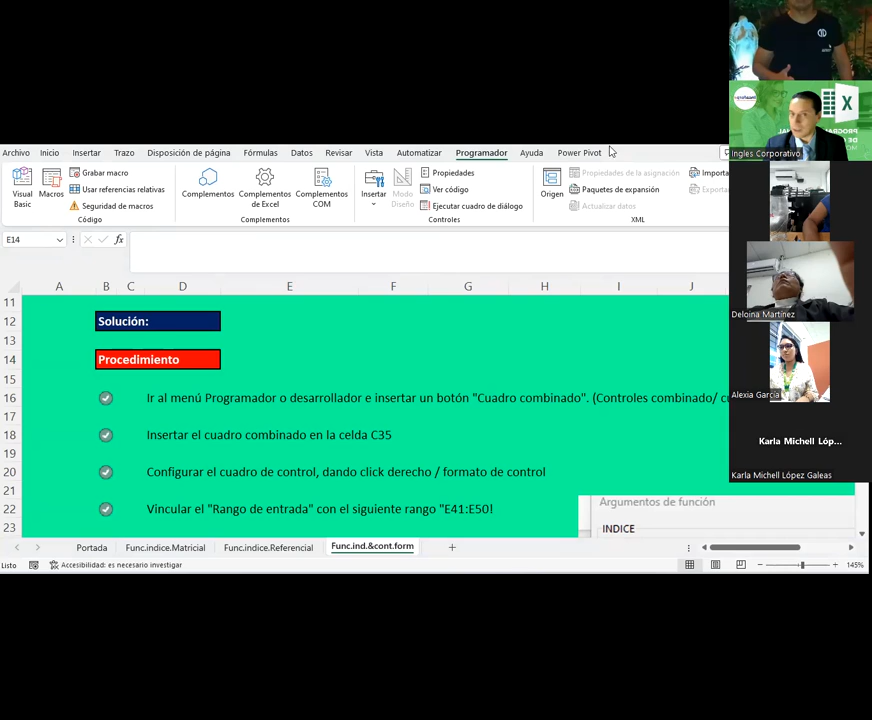 Archivo Inicio Insertar Trazo Disposición de página Fórmulas Datos Revisar Vista Automatizar Programador Ayuda Power Pivot
Visual Basic
Macros
Grabar macro
Usar referencias relativas
Seguridad de macros
Código
Complementos
Complementos de Excel
Complementos COM
Complementos
Insertar
Modo Diseño
Propiedades
Ver código
Ejecutar cuadro de diálogo
Controles
Origen
Propiedades de la asignación
Paquetes de expansión
Actualizar datos
Importa
Exporta
XML
E14
fx
A B C D E F G H I J
11
12 Solución:
13
14 Procedimiento
15
16 Ir al menú Programador o desarrollador e insertar un botón "Cuadro combinado". (Controles combinado/
17
18 Insertar el cuadro combinado en la celda C35
19
20 Configurar el cuadro de control, dando click derecho / formato de control
21
22 Vincular el "Rango de entrada" con el siguiente rango "E41:E50!
23
Argumentos de función
INDICE
Portada Func.indice.Matricial Func.indice.Referencial Func.ind.&cont.form
Listo Accesibilidad: es necesario investigar 145%
Ingles Corporativo
Deloina Martínez
Alexia Garcia
Karla Michell Lóp...
Karla Michell López Galeas